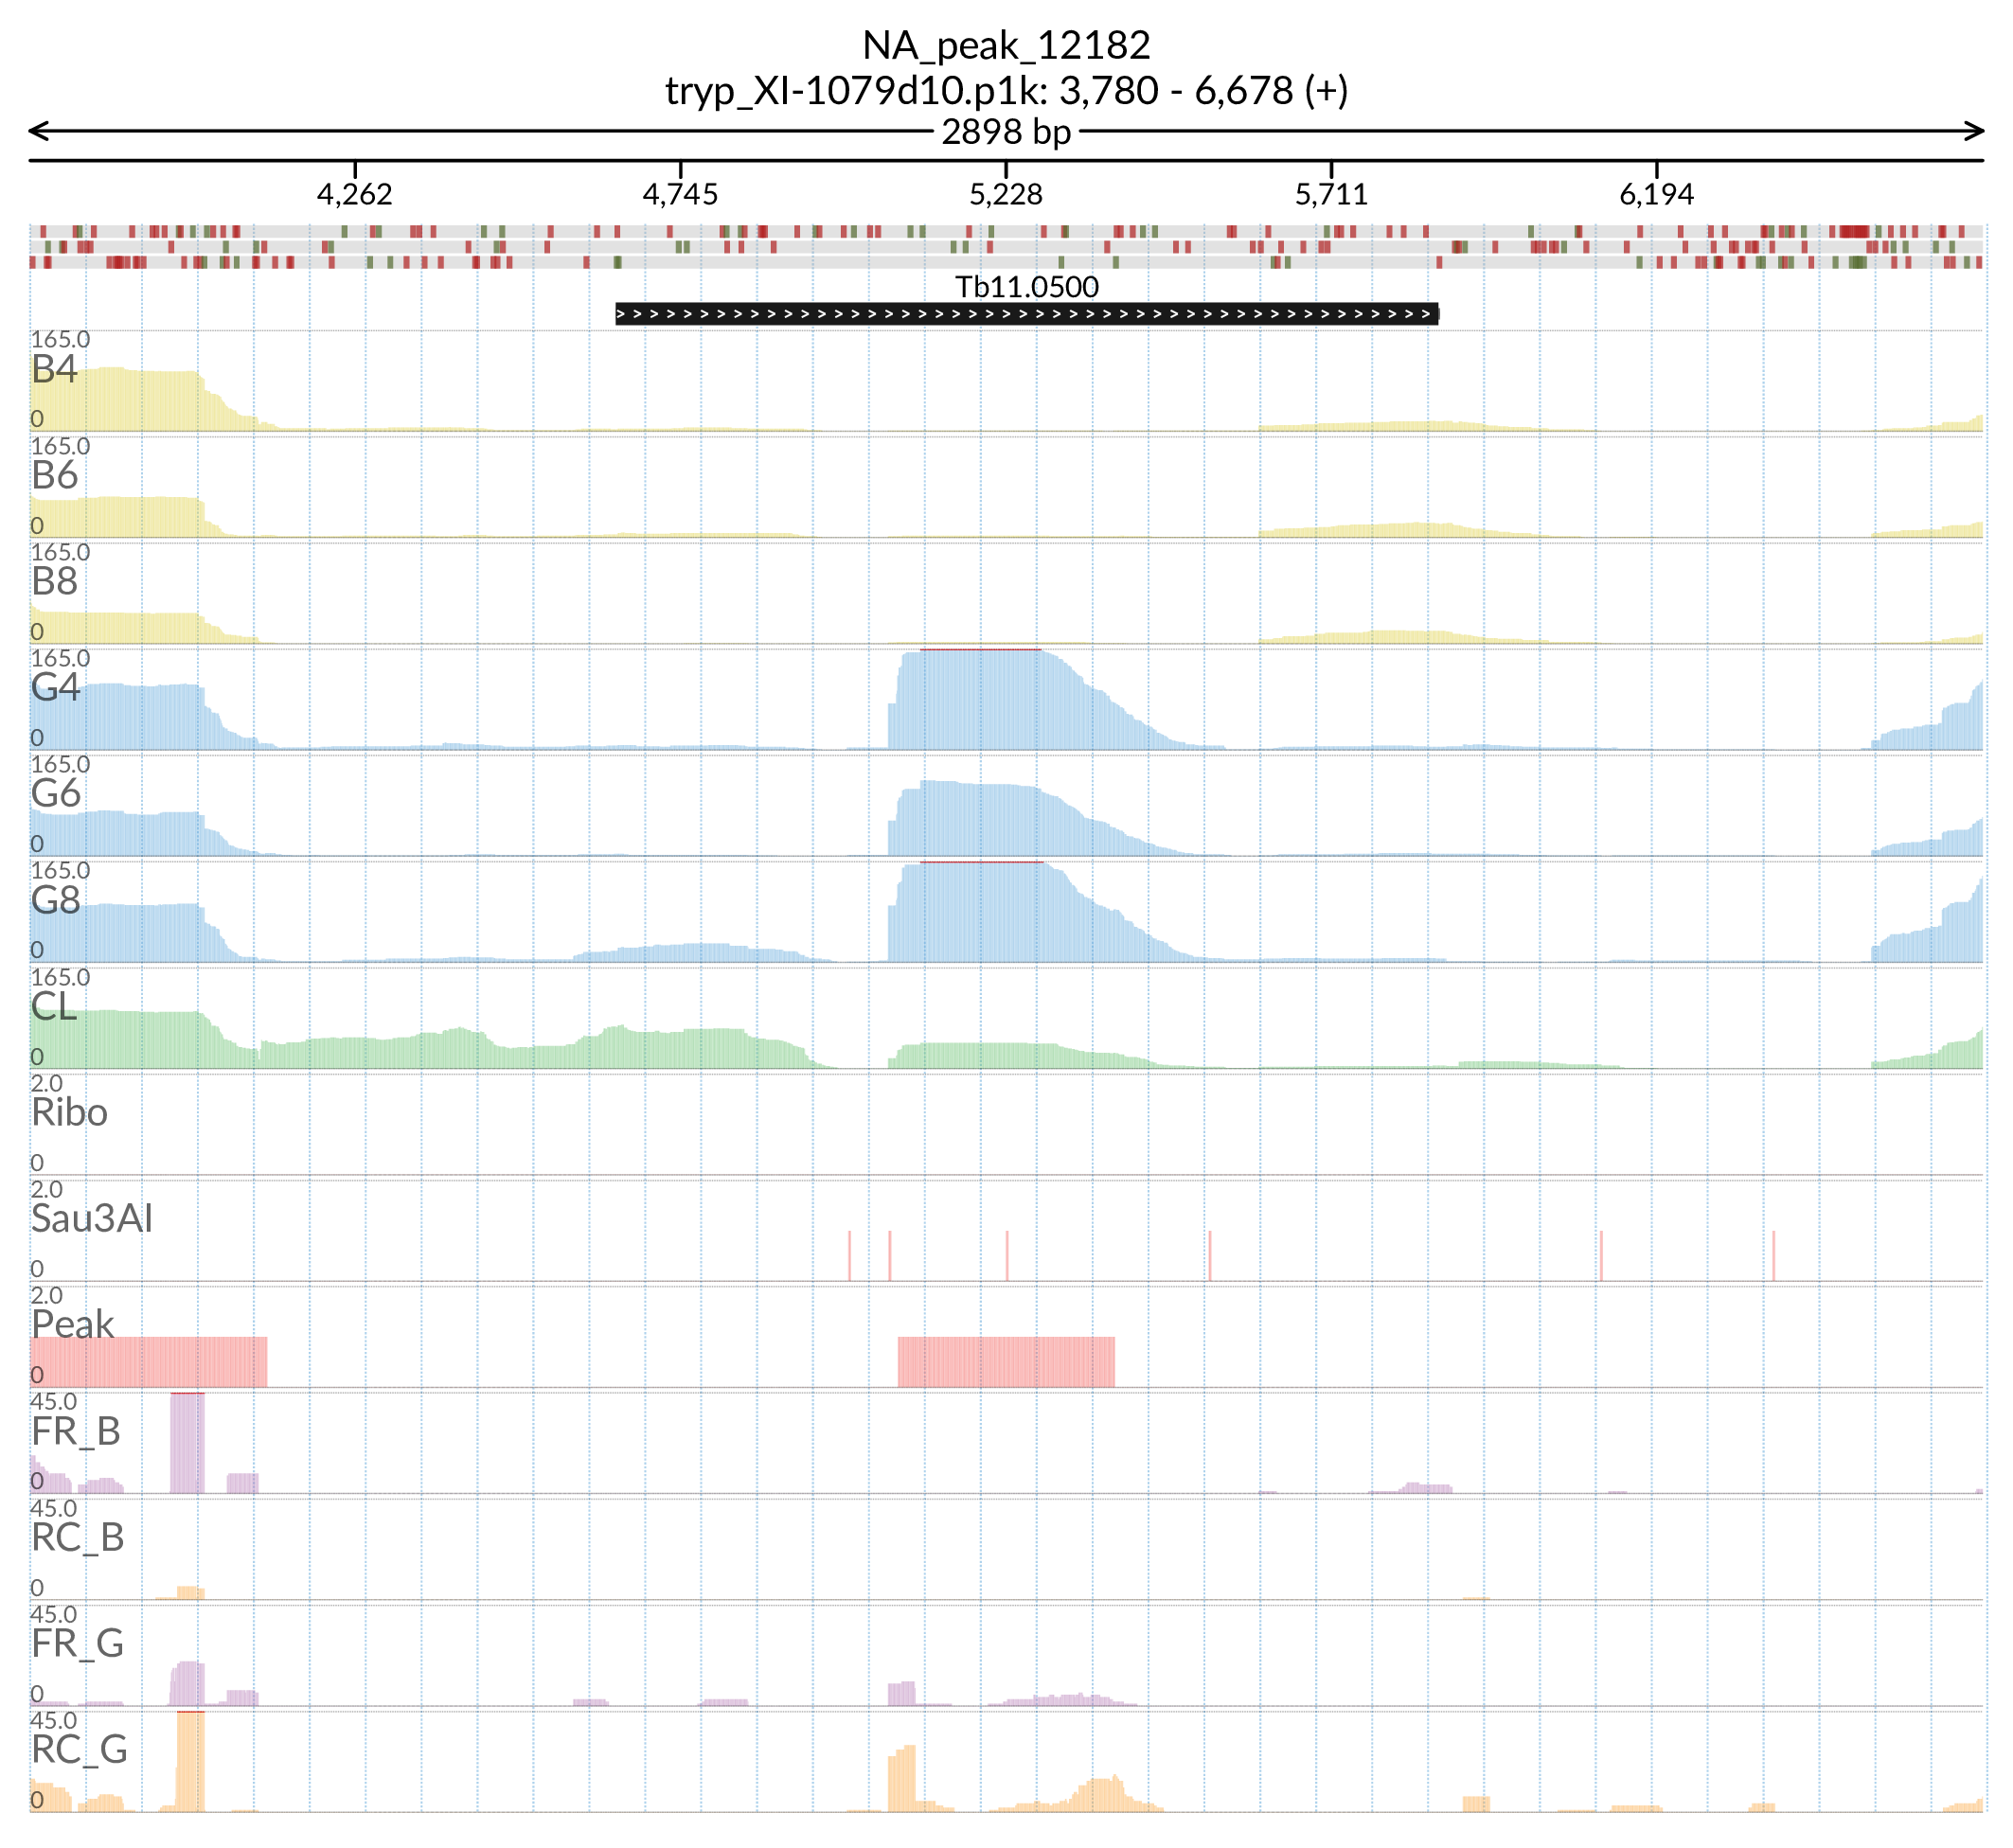 NA_peak_12182
tryp_XI-1079d10.p1k: 3,780 - 6,678 (+)
2898 bp
4,262 4,745 5,228 5,711 6,194
Tb11.0500
165.0
B4
0
165.0
B6
0
165.0
B8
0
165.0
G4
0
165.0
G6
0
165.0
G8
0
165.0
CL
0
2.0
Ribo
0
2.0
Sau3AI
0
2.0
Peak
0
45.0
FR_B
0
45.0
RC_B
0
45.0
FR_G
0
45.0
RC_G
0